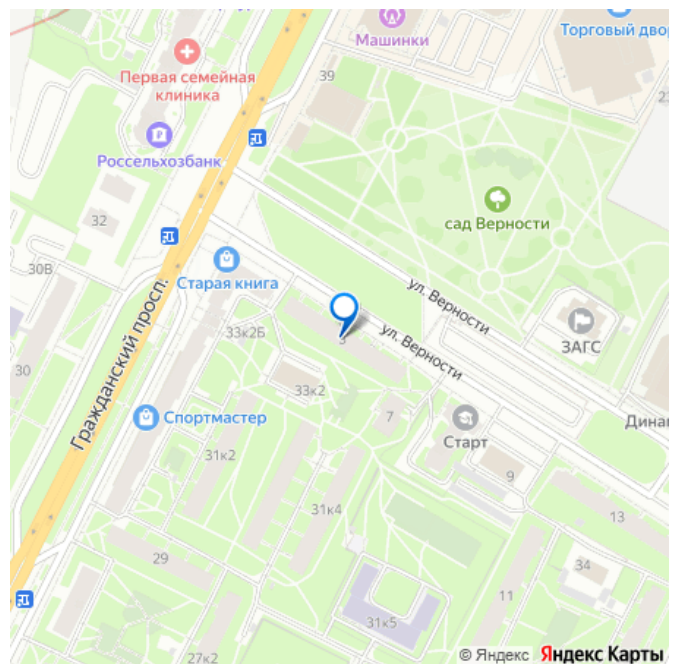 Машинки
Торговый двор
39
Первая семейная
клиника
Россельхозбанк
32
сад Верности
30В
Старая книга
ул. Верности
Гражданский просп.
33к2Б
5
ул. Верности
ЗАГС
30
33к2
7
Спортмастер
Старт
31к2
9
31к4
13
29
34
11
31к5
27к2
© Яндекс Яндекс Карты